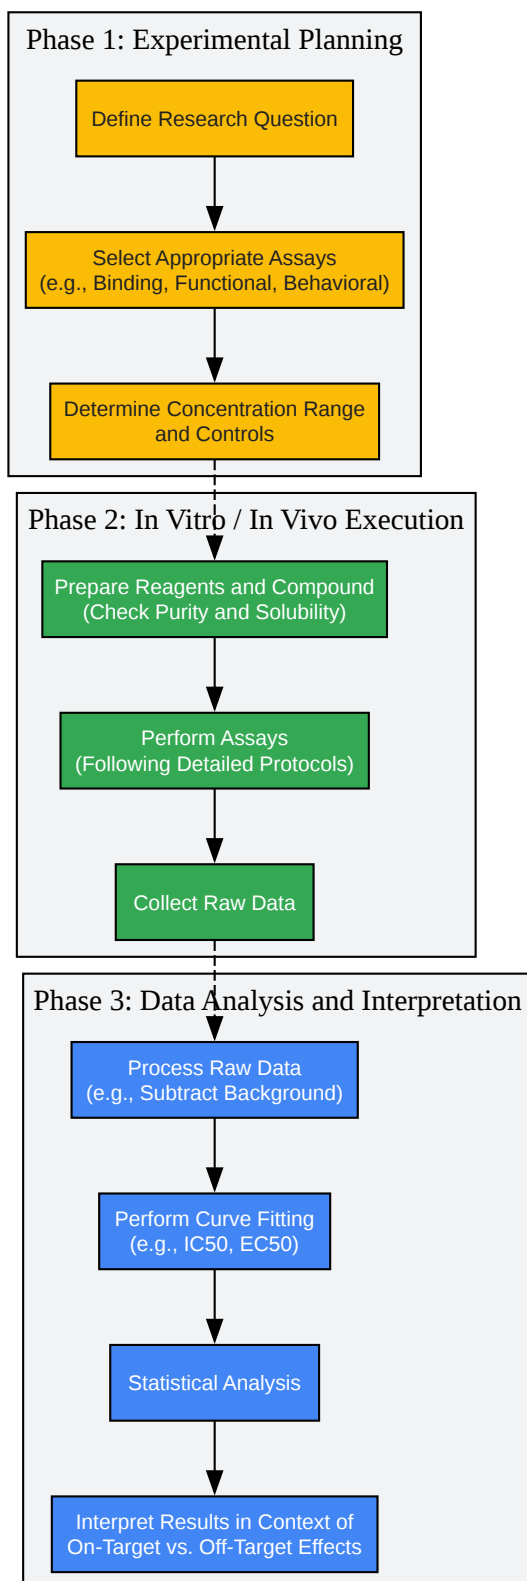 Phase 1: Experimental Planning
Define Research Question
Select Appropriate Assays
(e.g., Binding, Functional, Behavioral)
Determine Concentration Range
and Controls
Phase 2: In Vitro / In Vivo Execution
Prepare Reagents and Compound
(Check Purity and Solubility)
Perform Assays
(Following Detailed Protocols)
Collect Raw Data
Phase 3: Data Analysis and Interpretation
Process Raw Data
(e.g., Subtract Background)
Perform Curve Fitting
(e.g., IC50, EC50)
Statistical Analysis
Interpret Results in Context of
On-Target vs. Off-Target Effects